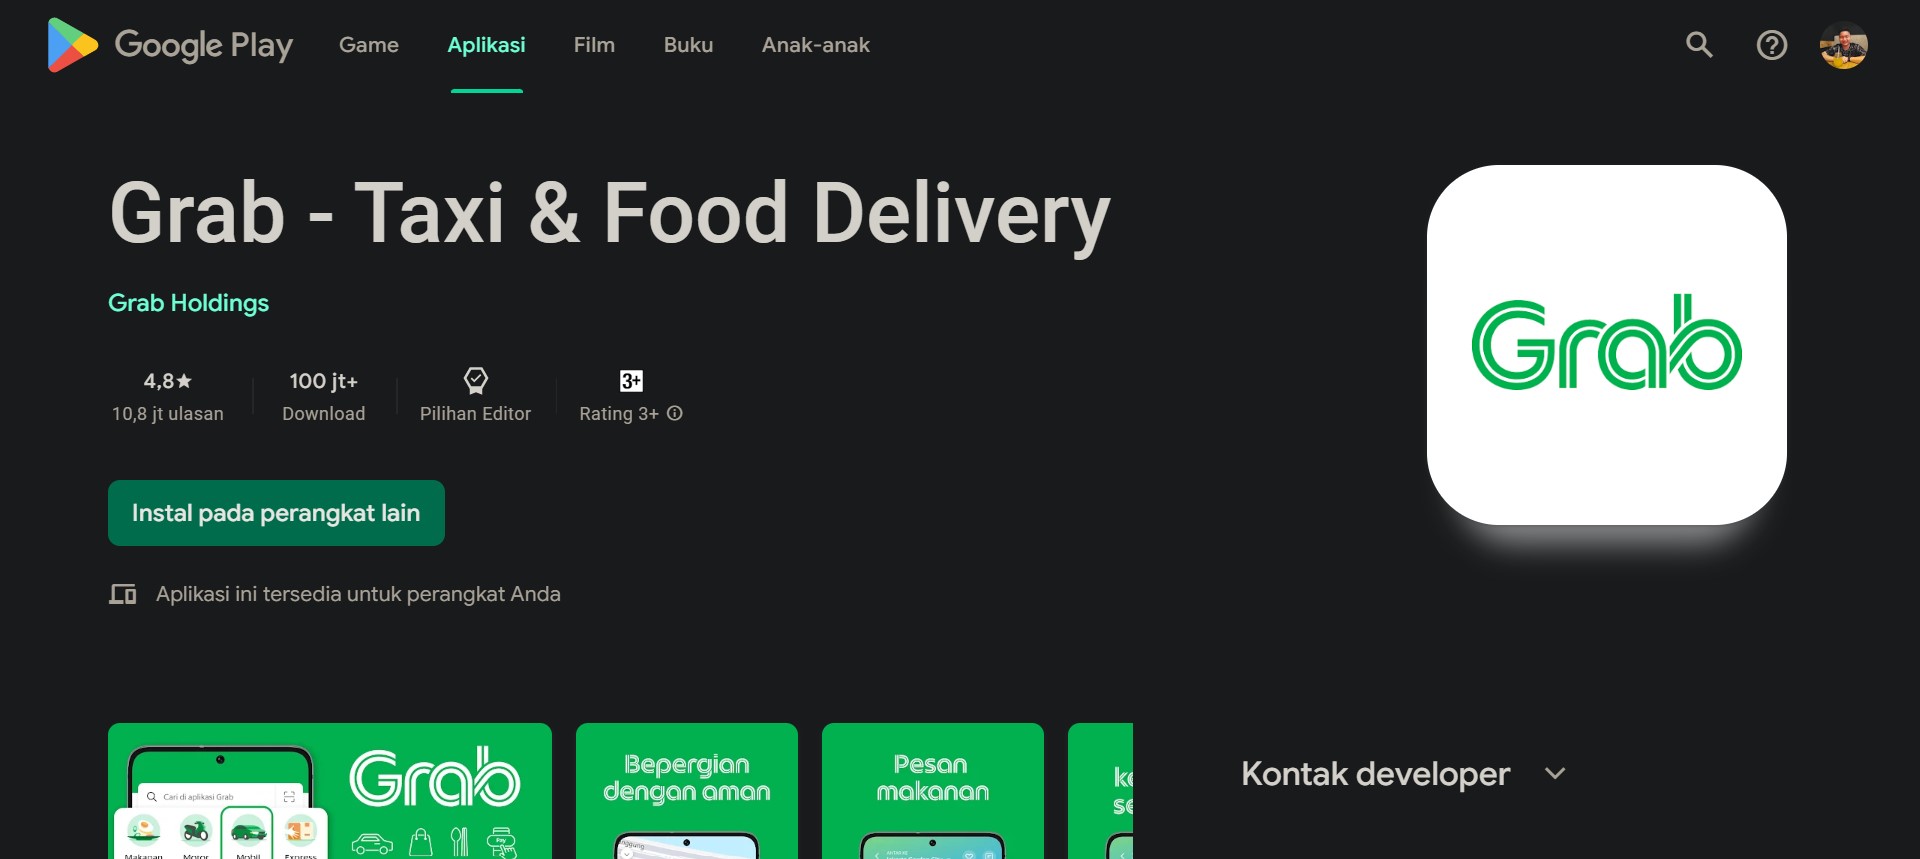 Google Play
Game
Aplikasi
Film
Buku
Anak-anak
Grab - Taxi & Food Delivery
Grab Holdings
Grab
4,8★
10,8 jt ulasan
100 jt+
Download
Pilihan Editor
3+
Rating 3+
Instal pada perangkat lain
Aplikasi ini tersedia untuk perangkat Anda
Cari di aplikasi Grab
Makanan
Motor
Mobil
Express
Grab
Pay
Bepergian
dengan aman
Pesan
makanan
ke
se
Kontak developer